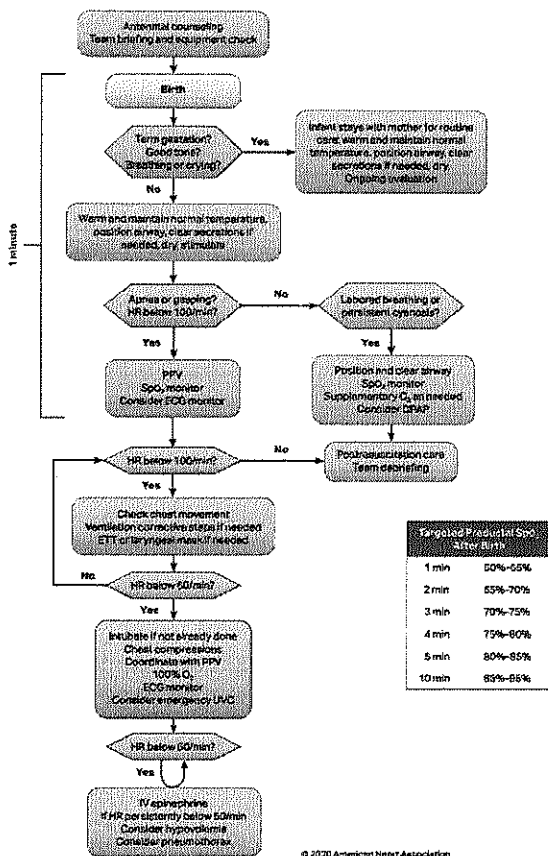 Antenatal counseling
Team briefing and equipment check
Birth
1 minute
Term gestation?
Good tone?
Breathing or crying?
Yes
Infant stays with mother for routine
care, warm and maintain normal
temperature, position airway, clear
secretions if needed, dry.
Ongoing evaluation
No
Warm and maintain normal temperature,
position airway, clear secretions if
needed, dry, stimulate
Apnea or gasping?
HR below 100/min?
No
Labored breathing or
persistent cyanosis?
Yes
Yes
PPV
SpO₂ monitor
Consider ECG monitor
Position and clear airway
SpO₂ monitor
Supplementary O₂ as needed
Consider CPAP
HR below 100/min?
No
Postresuscitation care
Team debriefing
Yes
Check chest movement
Ventilation corrective steps if needed
ETT or laryngeal mask if needed
No
HR below 60/min?
Yes
Intubate if not already done
Chest compressions
Coordinate with PPV
100% O₂
ECG monitor
Consider emergency UVC
HR below 60/min?
Yes
IV epinephrine
If HR persistently below 60/min
Consider hypovolemia
Consider pneumothorax
Targeted Preductal SpO₂
After Birth
1 min 60%-65%
2 min 65%-70%
3 min 70%-75%
4 min 75%-80%
5 min 80%-85%
10 min 85%-95%
© 2020 American Heart Association